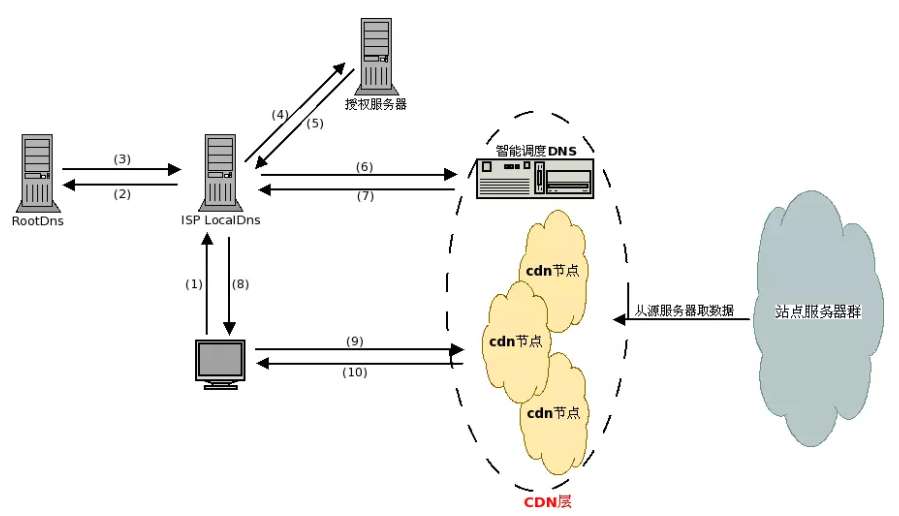 授权服务器
(4)
(5)
智能调度DNS
(3)
(6)
(2)
(7)
RootDns
ISP LocalDns
cdn节点
(1)
(8)
从源服务器取数据
站点服务器群
cdn节点
(9)
(10)
cdn节点
CDN层